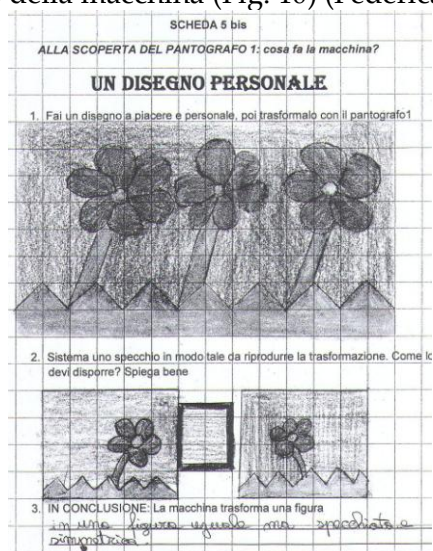 della macchina (Fig. 10) (Federica
SCHEDA 5 bis
ALLA SCOPERTA DEL PANTOGRAFO 1: cosa fa la macchina?
UN DISEGNO PERSONALE
1. Fai un disegno a piacere e personale, poi trasformalo con il pantografo1
2. Sistema uno specchio in modo tale da riprodurre la trasformazione. Come lo
devi disporre? Spiega bene
3. IN CONCLUSIONE: La macchina trasforma una figura
in una figura uguale ma specchiata e
simmetrica